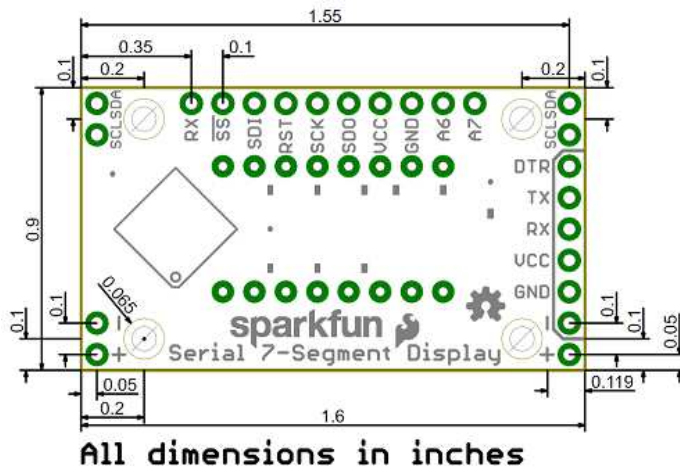 1.55
0.35 0.1
0.2 0.2
0.1 0.1
SCL SDA RX SS SDI RST SCK SDO VCC GND A6 A7 SCL SDA
DTR
TX
RX
VCC
GND
0.9
0.065
0.1 − − 0.1
0.1 0.1
sparkfun
+ Serial 7-Segment Display +
0.05
0.05 0.119
0.2
1.6
All dimensions in inches